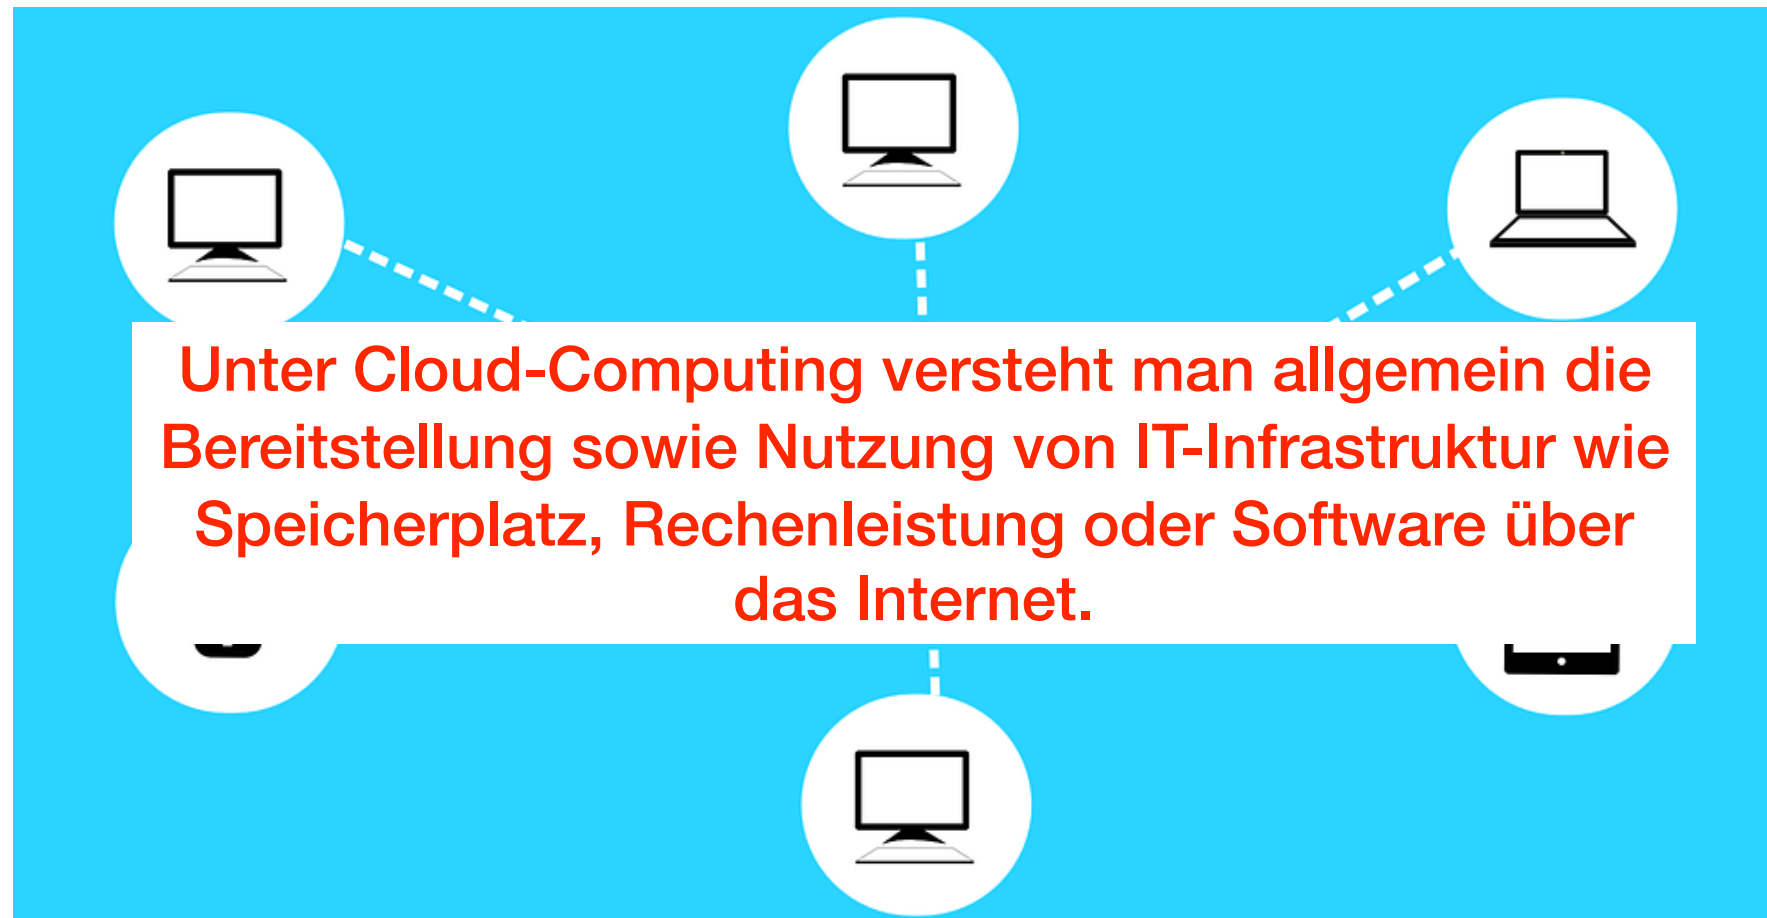 Unter Cloud-Computing versteht man allgemein die
Bereitstellung sowie Nutzung von IT-Infrastruktur wie
Speicherplatz, Rechenleistung oder Software über
das Internet.